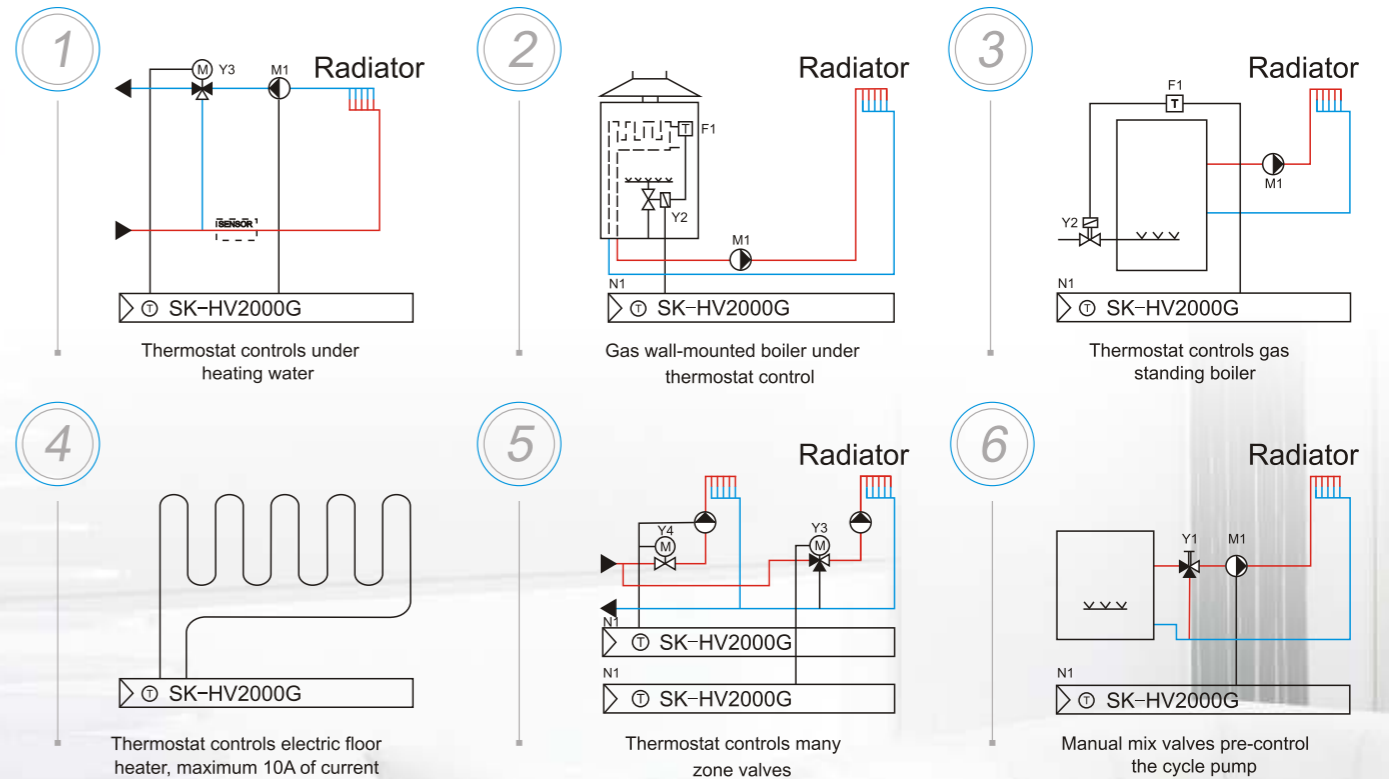 1
Radiator
M
Y3
M1
SENSOR
T SK-HV2000G
Thermostat controls under
heating water
2
Radiator
T
F1
Y2
M1
N1
T SK-HV2000G
Gas wall-mounted boiler under
thermostat control
3
Radiator
F1
T
M1
Y2
N1
T SK-HV2000G
Thermostat controls gas
standing boiler
4
T SK-HV2000G
Thermostat controls electric floor
heater, maximum 10A of current
5
Radiator
Y4
M
Y3
M
N1
T SK-HV2000G
N1
T SK-HV2000G
Thermostat controls many
zone valves
6
Radiator
Y1
M1
N1
T SK-HV2000G
Manual mix valves pre-control
the cycle pump